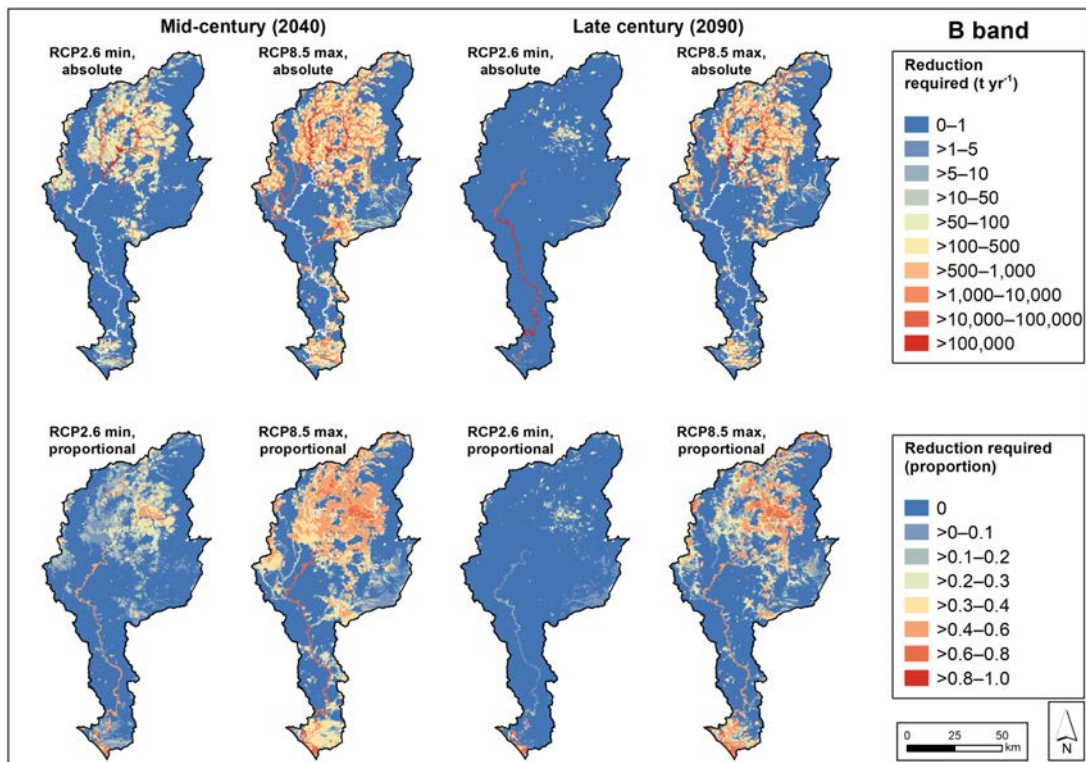 Mid-century (2040)
Late century (2090)
B band
RCP2.6 min,
absolute
RCP8.5 max,
absolute
RCP2.6 min,
absolute
RCP8.5 max,
absolute
Reduction
required (t yr⁻¹)
0–1
>1–5
>5–10
>10–50
>50–100
>100–500
>500–1,000
>1,000–10,000
>10,000–100,000
>100,000
RCP2.6 min,
proportional
RCP8.5 max,
proportional
RCP2.6 min,
proportional
RCP8.5 max,
proportional
Reduction required
(proportion)
0
>0–0.1
>0.1–0.2
>0.2–0.3
>0.3–0.4
>0.4–0.6
>0.6–0.8
>0.8–1.0
0 25 50
km
N